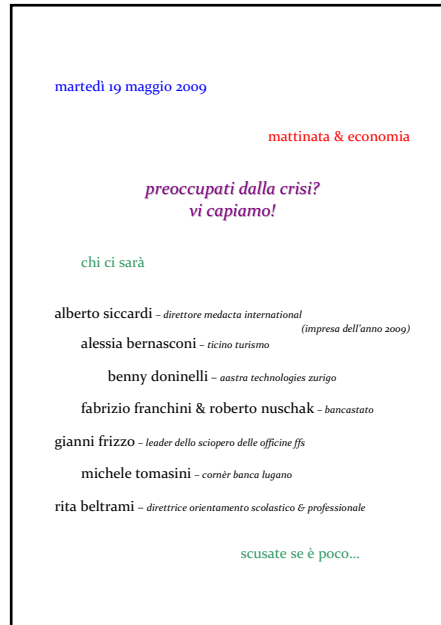 martedì 19 maggio 2009
mattinata & economia
preoccupati dalla crisi?
vi capiamo!
chi ci sarà
alberto siccardi – direttore medacta international
(impresa dell'anno 2009)
alessia bernasconi – ticino turismo
benny doninelli – aastra technologies zurigo
fabrizio franchini & roberto nuschak – bancastato
gianni frizzo – leader dello sciopero delle officine ffs
michele tomasini – cornèr banca lugano
rita beltrami – direttrice orientamento scolastico & professionale
scusate se è poco...